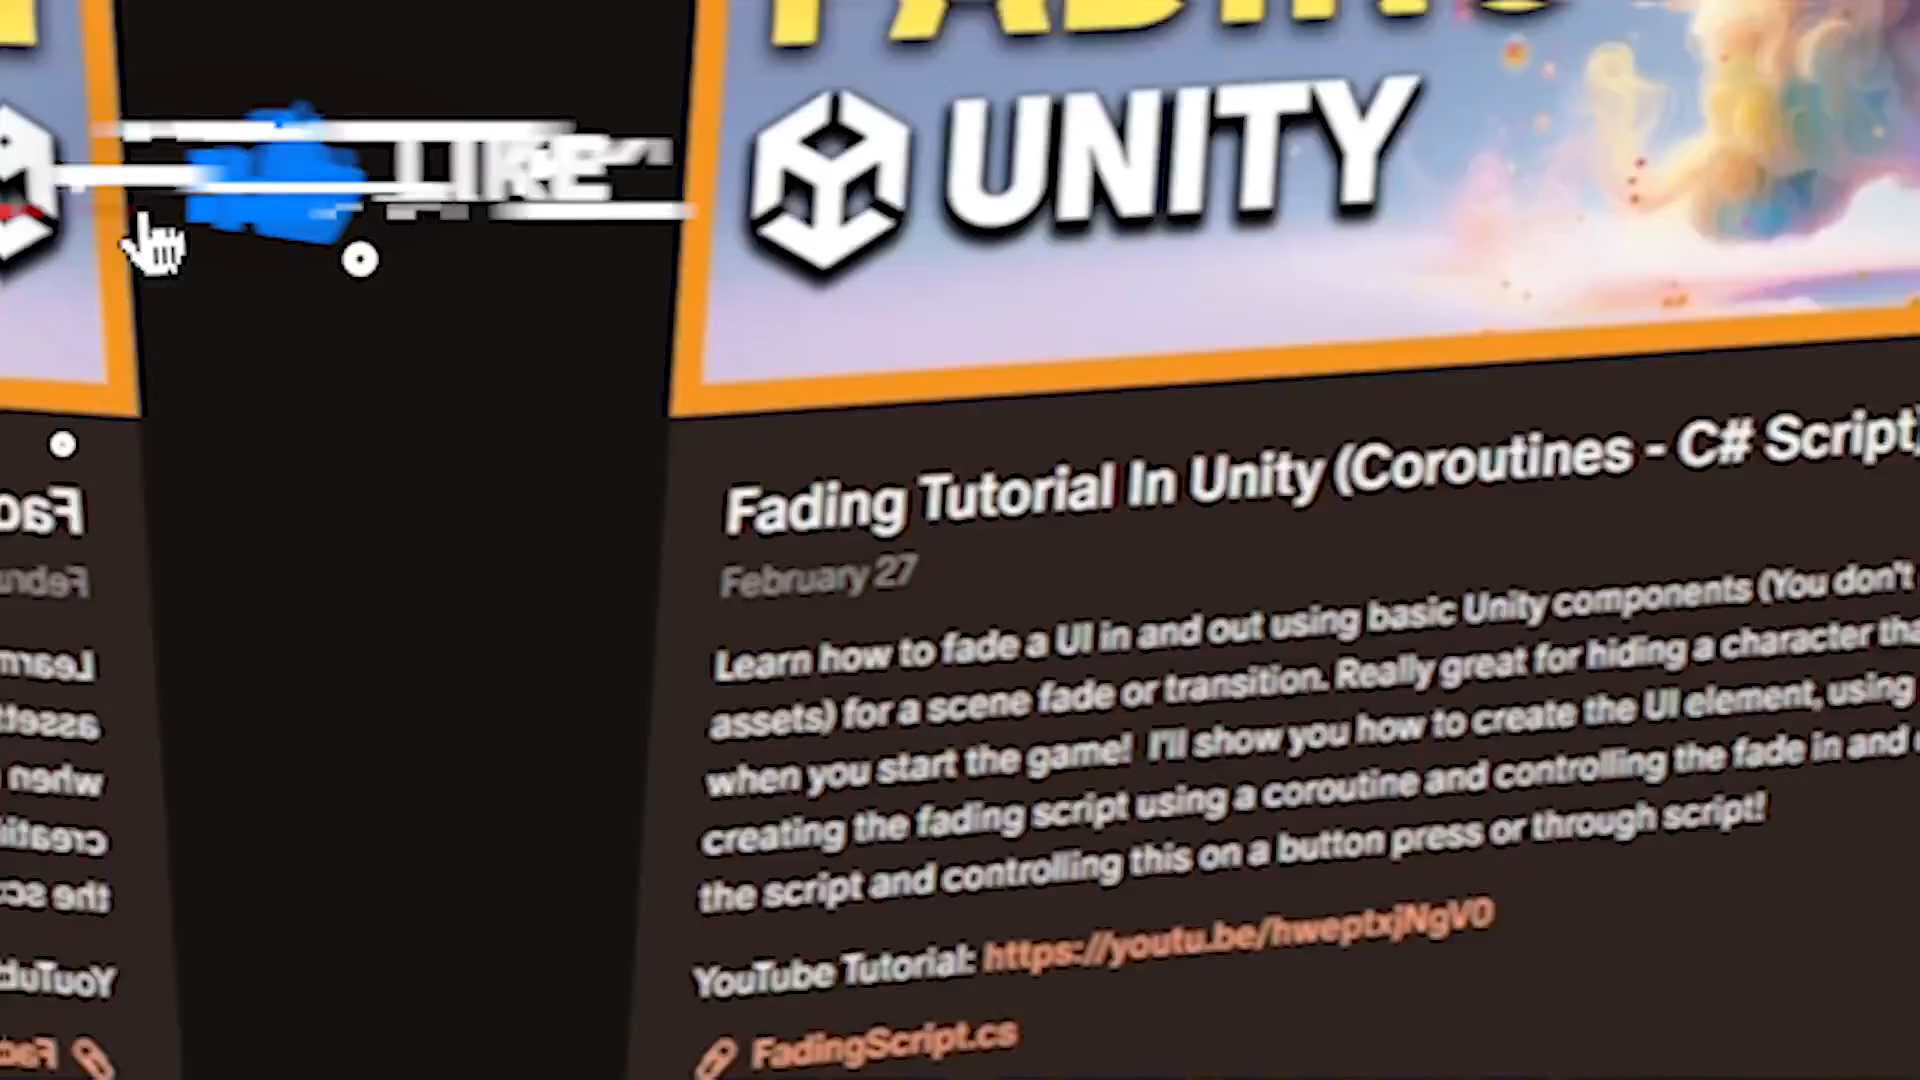 FADING
UNITY
LIKE
Fading Tutorial In Unity (Coroutines - C# Script)
February 27
Learn how to fade a UI in and out using basic Unity components (You don't
assets) for a scene fade or transition. Really great for hiding a character
when you start the game! I'll show you how to create the UI element, using
creating the fading script using a coroutine and controlling the fade in and
the script and controlling this on a button press or through script!
YouTube Tutorial: https://youtu.be/hweptxjNgV0
FadingScript.cs